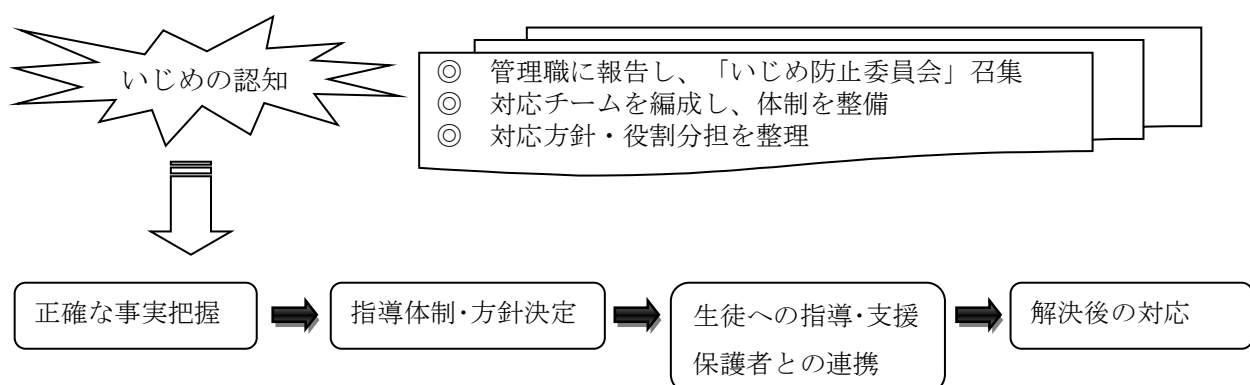 いじめの認知
◎ 管理職に報告し、「いじめ防止委員会」召集
◎ 対応チームを編成し、体制を整備
◎ 対応方針・役割分担を整理
正確な事実把握
指導体制・方針決定
生徒への指導・支援
保護者との連携
解決後の対応